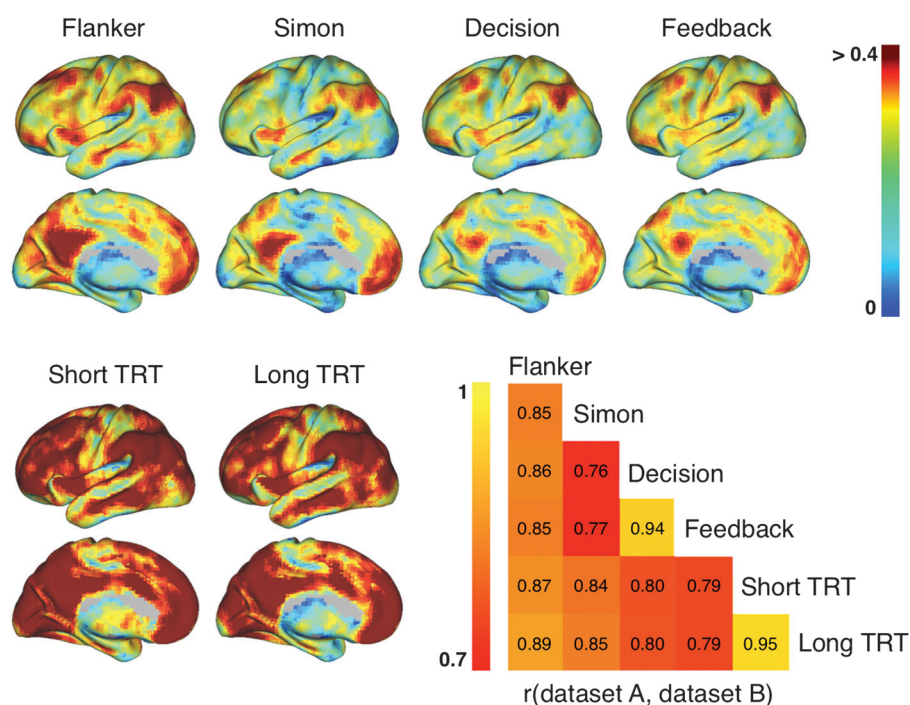 Flanker Simon Decision Feedback
> 0.4
0
Short TRT Long TRT
1
0.7
Flanker
0.85 Simon
0.86 0.76 Decision
0.85 0.77 0.94 Feedback
0.87 0.84 0.80 0.79 Short TRT
0.89 0.85 0.80 0.79 0.95 Long TRT
r(dataset A, dataset B)